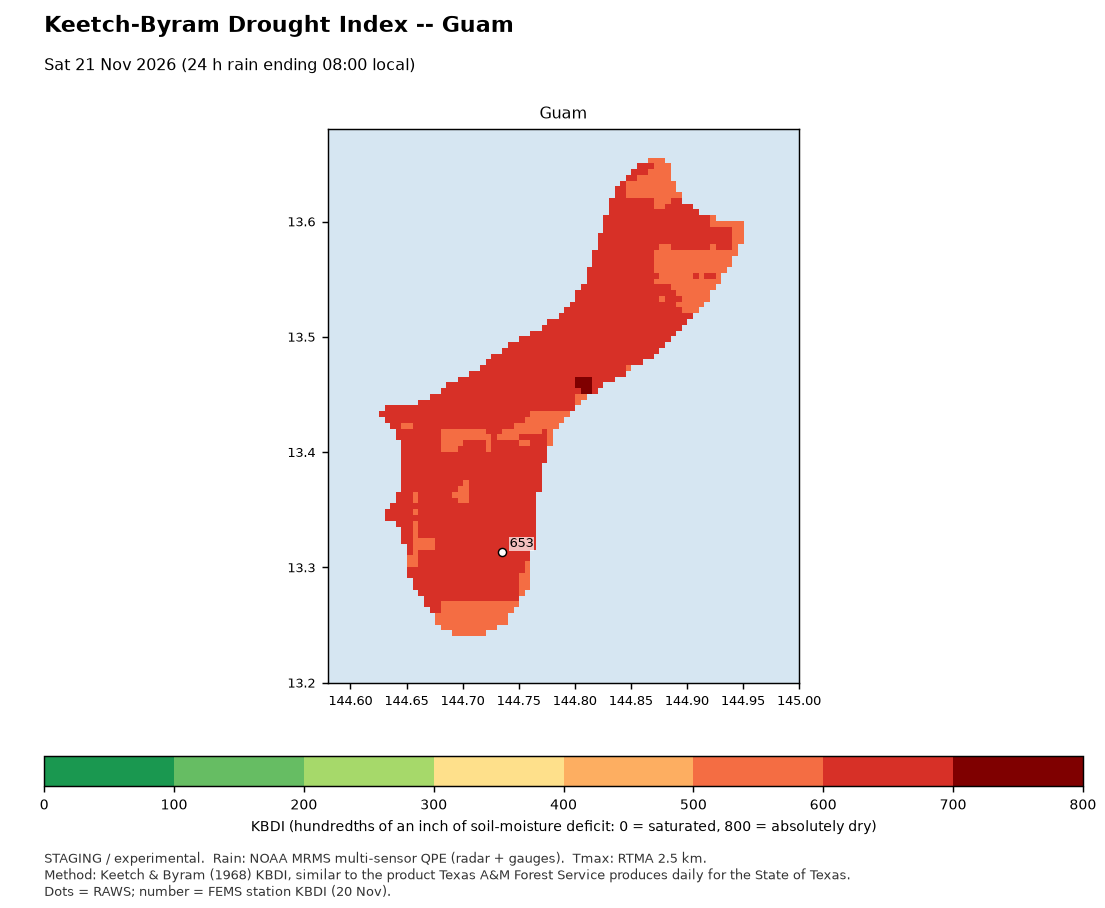 Keetch-Byram Drought Index -- Guam
Sat 21 Nov 2026 (24 h rain ending 08:00 local)
Guam
13.6
13.5
13.4
653
13.3
13.2
144.60 144.65 144.70 144.75 144.80 144.85 144.90 144.95 145.00
0 100 200 300 400 500 600 700 800
KBDI (hundredths of an inch of soil-moisture deficit: 0 = saturated, 800 = absolutely dry)
STAGING / experimental.  Rain: NOAA MRMS multi-sensor QPE (radar + gauges).  Tmax: RTMA 2.5 km.
Method: Keetch & Byram (1968) KBDI, similar to the product Texas A&M Forest Service produces daily for the State of Texas.
Dots = RAWS; number = FEMS station KBDI (20 Nov).